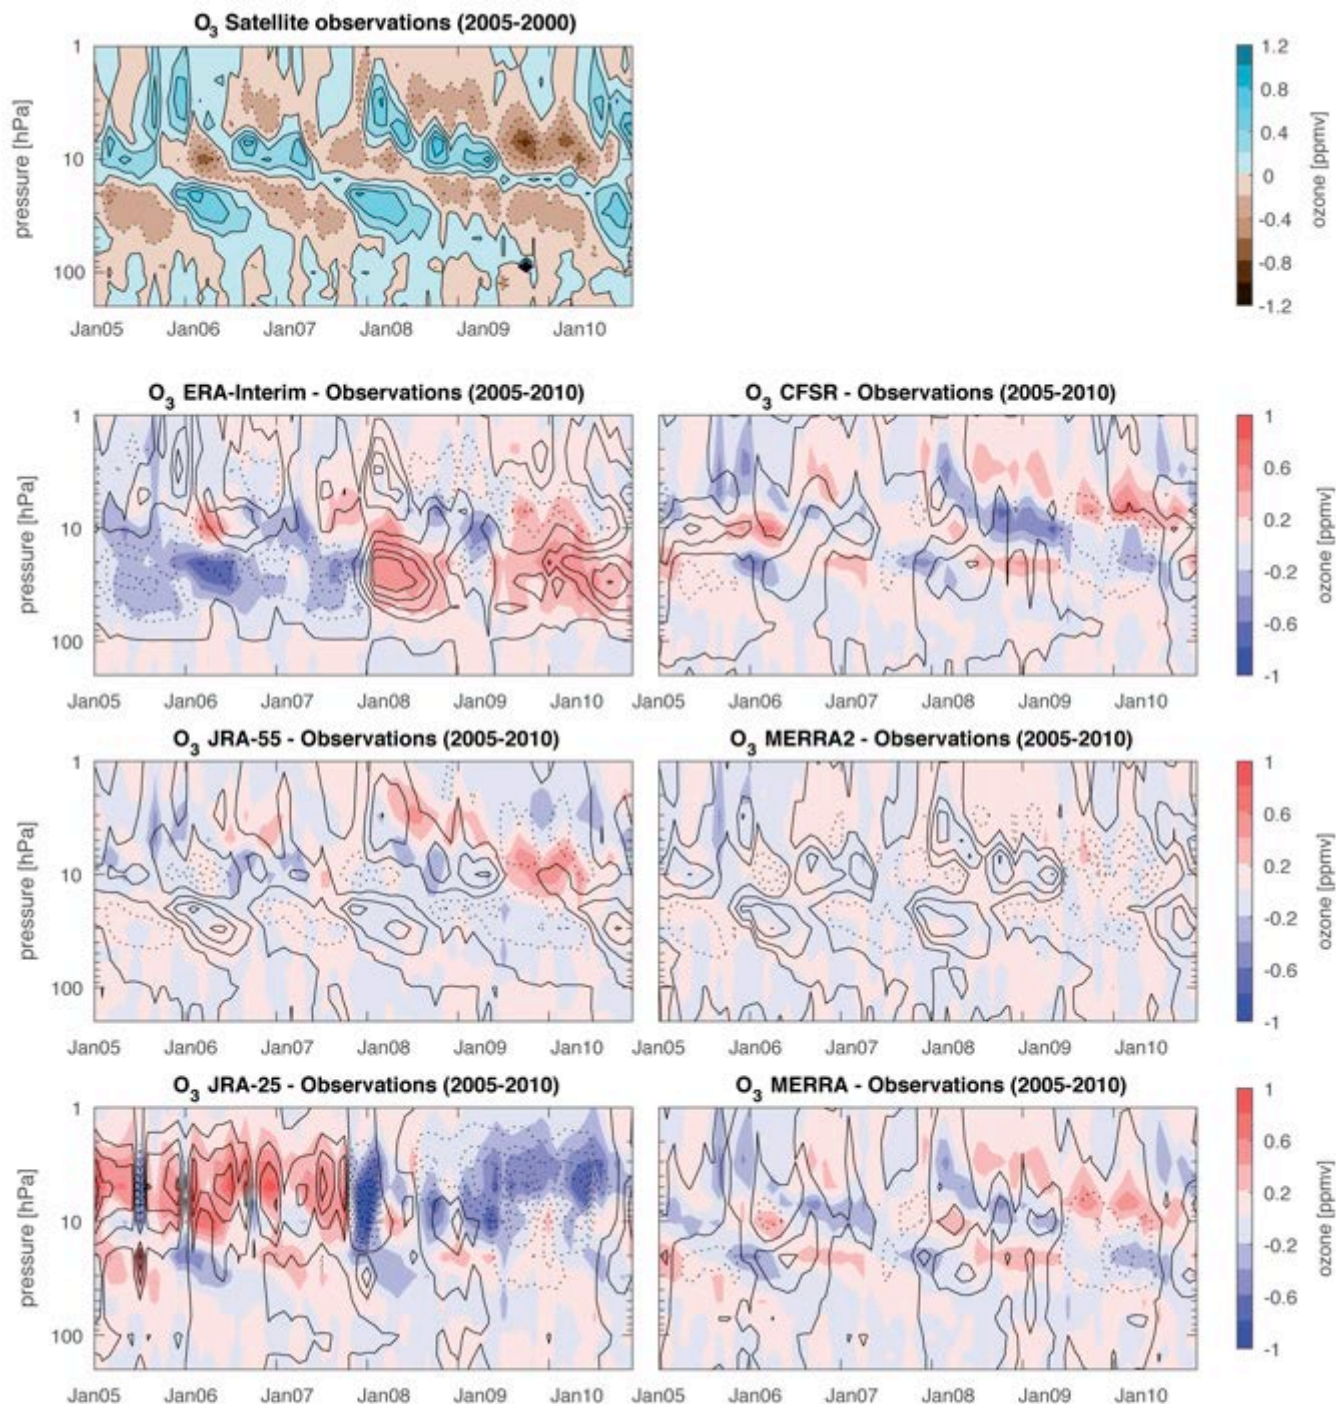 O3 Satellite observations (2005-2000)
pressure [hPa]
1
10
100
Jan05 Jan06 Jan07 Jan08 Jan09 Jan10
1.2
0.8
0.4
0
-0.4
-0.8
-1.2
ozone [ppmv]
O3 ERA-Interim - Observations (2005-2010)
O3 CFSR - Observations (2005-2010)
pressure [hPa]
1
10
100
Jan05 Jan06 Jan07 Jan08 Jan09 Jan10
Jan05 Jan06 Jan07 Jan08 Jan09 Jan10
1
0.6
0.2
-0.2
-0.6
-1
ozone [ppmv]
O3 JRA-55 - Observations (2005-2010)
O3 MERRA2 - Observations (2005-2010)
pressure [hPa]
1
10
100
Jan05 Jan06 Jan07 Jan08 Jan09 Jan10
Jan05 Jan06 Jan07 Jan08 Jan09 Jan10
1
0.6
0.2
-0.2
-0.6
-1
ozone [ppmv]
O3 JRA-25 - Observations (2005-2010)
O3 MERRA - Observations (2005-2010)
pressure [hPa]
1
10
100
Jan05 Jan06 Jan07 Jan08 Jan09 Jan10
Jan05 Jan06 Jan07 Jan08 Jan09 Jan10
1
0.6
0.2
-0.2
-0.6
-1
ozone [ppmv]